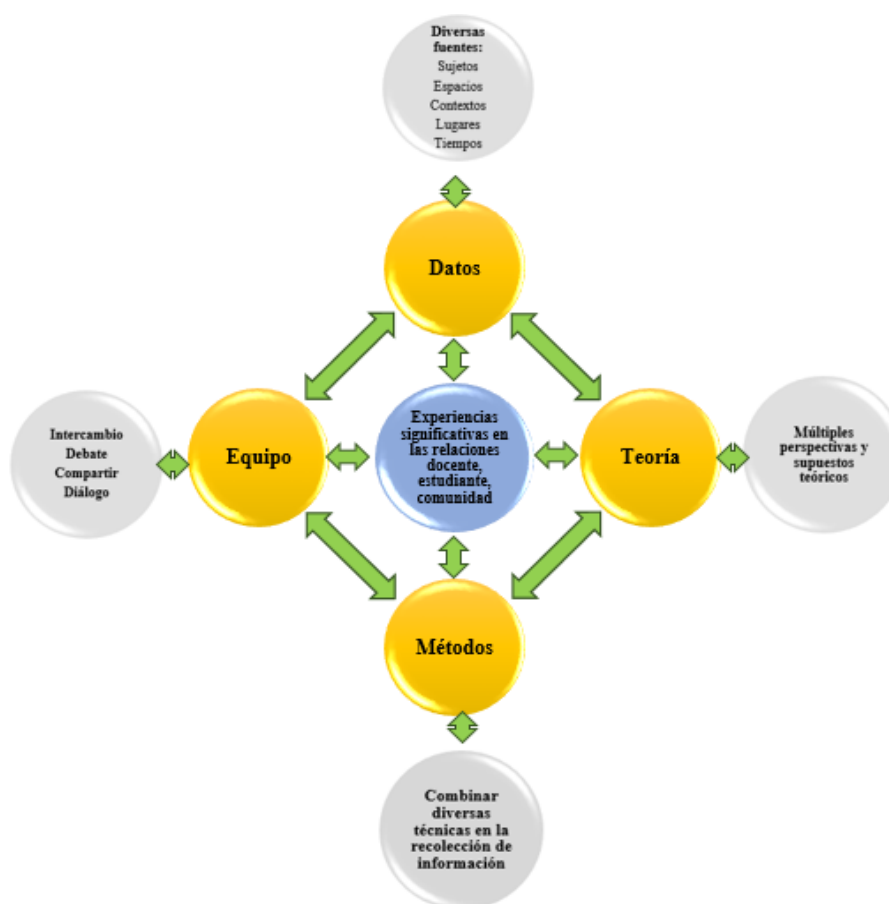 Diversas
fuentes:
Sujetos
Espacios
Contextos
Lugares
Tiempos
Datos
Intercambio
Debate
Compartir
Diálogo
Equipo
Experiencias
significativas en
las relaciones
docente,
estudiante,
comunidad
Teoría
Múltiples
perspectivas y
supuestos
teóricos
Métodos
Combinar
diversas
técnicas en la
recolección de
información